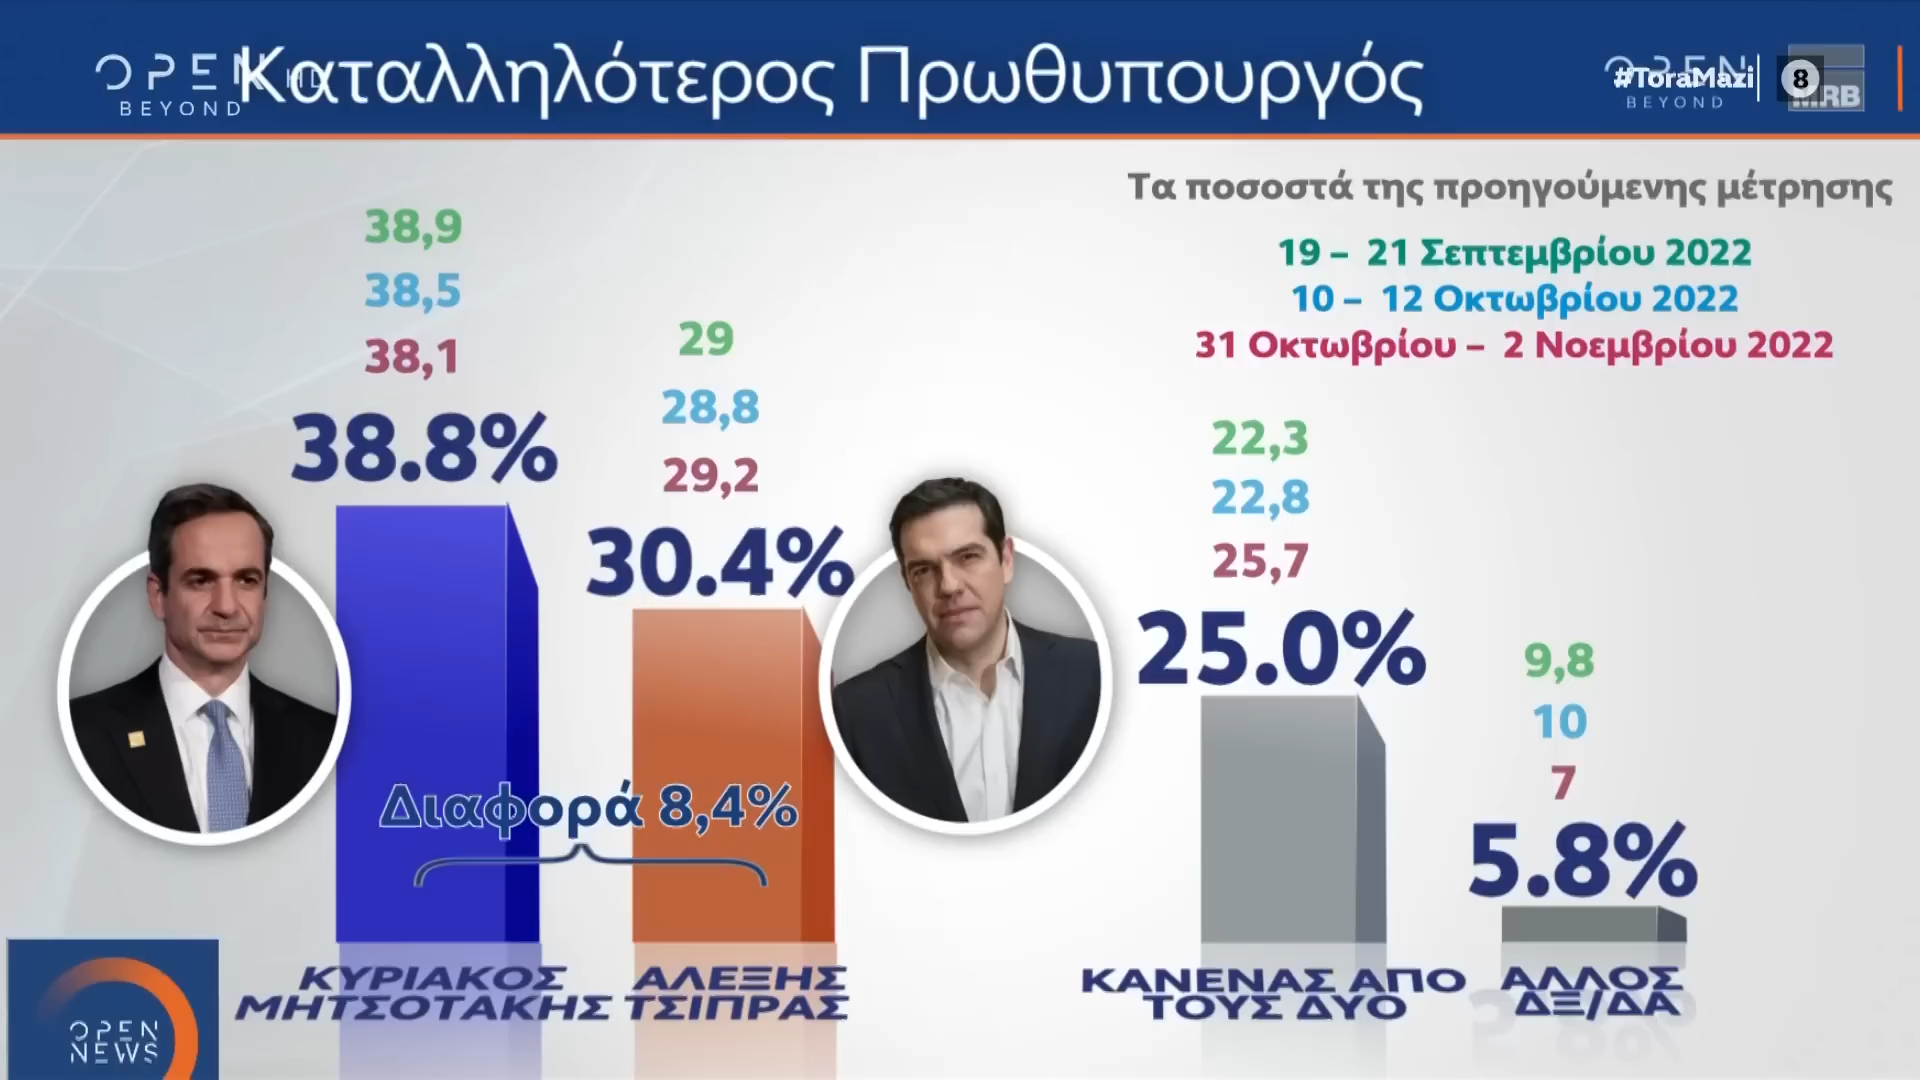 OPEN
BEYOND
HD
Καταλληλότερος Πρωθυπουργός
OPEN
BEYOND
#ToraMazi
8
MRB
Τα ποσοστά της προηγούμενης μέτρησης
19 – 21 Σεπτεμβρίου 2022
10 – 12 Οκτωβρίου 2022
31 Οκτωβρίου – 2 Νοεμβρίου 2022
38,9
38,5
38,1
38.8%
29
28,8
29,2
30.4%
22,3
22,8
25,7
25.0%
9,8
10
7
5.8%
Διαφορά 8,4%
ΚΥΡΙΑΚΟΣ
ΜΗΤΣΟΤΑΚΗΣ
ΑΛΕΞΗΣ
ΤΣΙΠΡΑΣ
ΚΑΝΕΝΑΣ ΑΠΟ
ΤΟΥΣ ΔΥΟ
ΑΛΛΟΣ
ΔΞ/ΔΑ
OPEN
NEWS